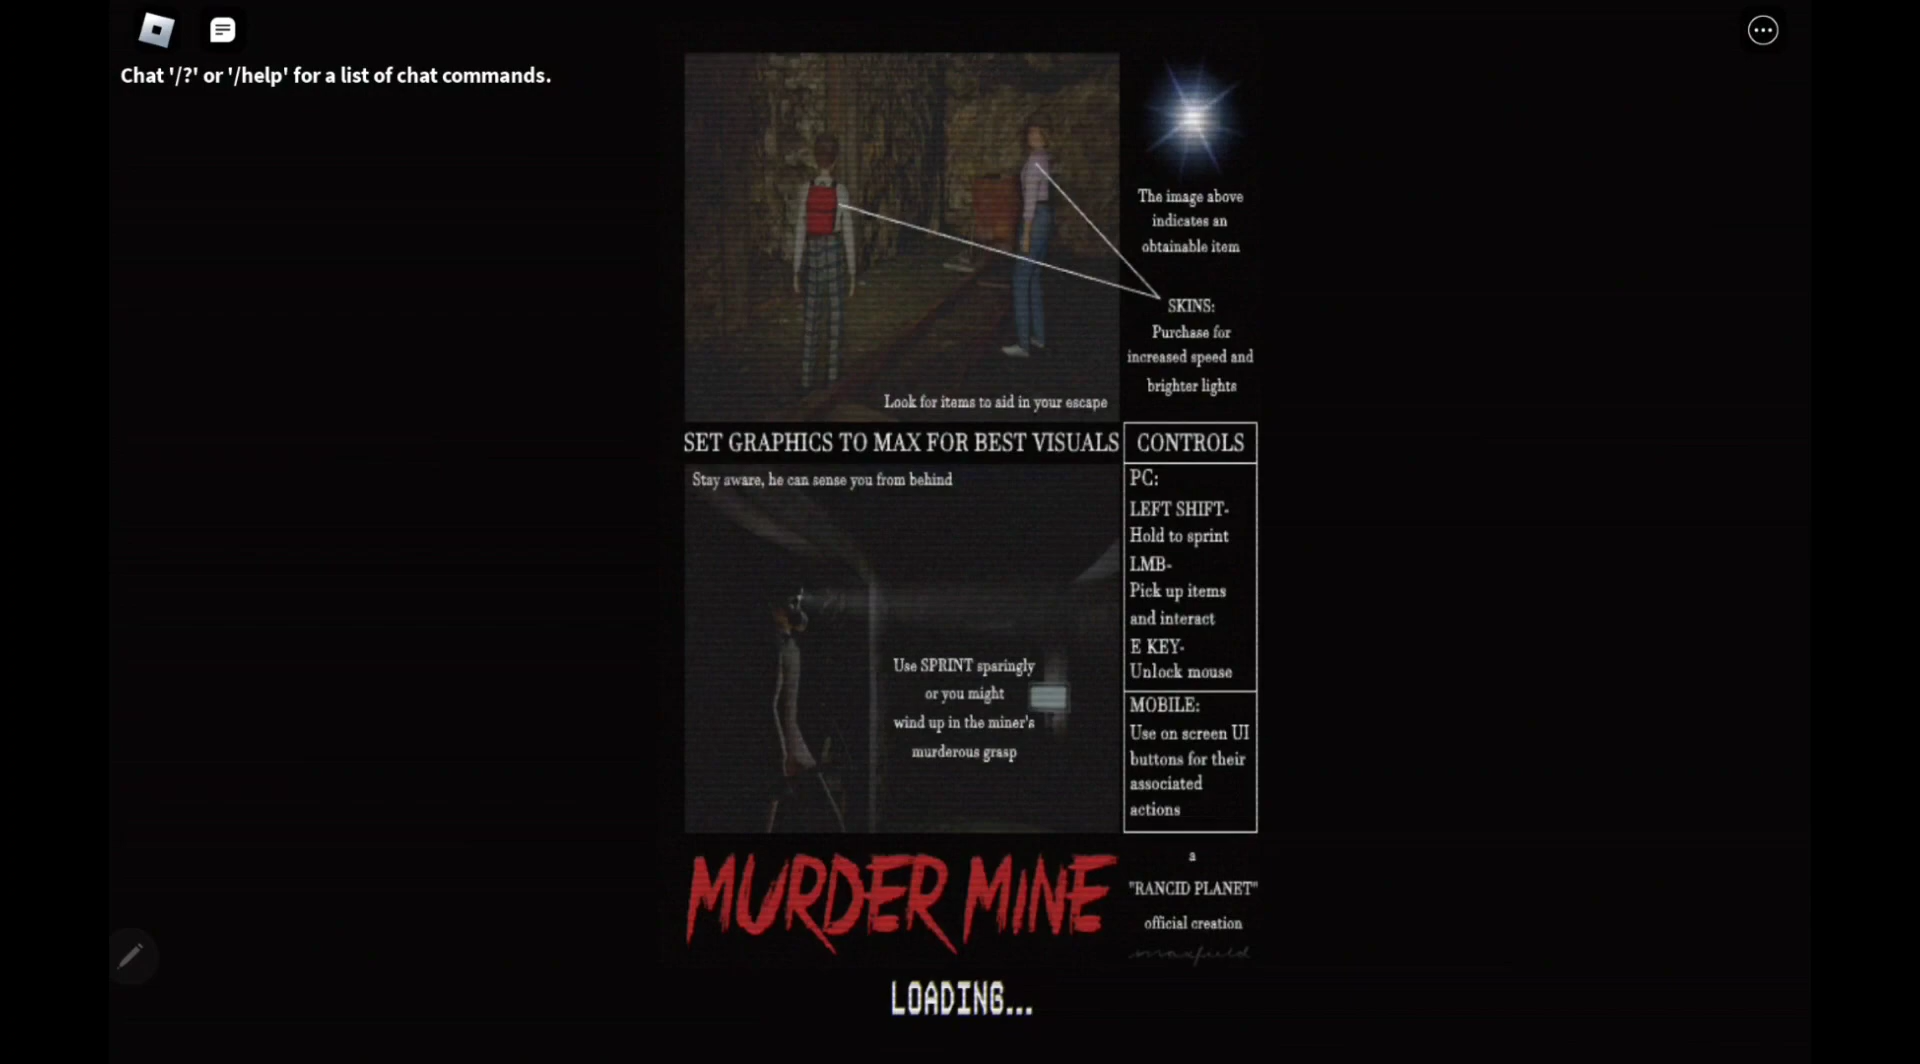 Chat '/?' or '/help' for a list of chat commands.
The image above
indicates an
obtainable item
SKINS:
Purchase for
increased speed and
brighter lights
Look for items to aid in your escape
SET GRAPHICS TO MAX FOR BEST VISUALS
Stay aware, he can sense you from behind
Use SPRINT sparingly
or you might
wind up in the miner's
murderous grasp
CONTROLS
PC:
LEFT SHIFT-
Hold to sprint
LMB-
Pick up items
and interact
E KEY-
Unlock mouse
MOBILE:
Use on screen UI
buttons for their
associated
actions
MURDER MINE
a
"RANCID PLANET"
official creation
maxfield
LOADING...